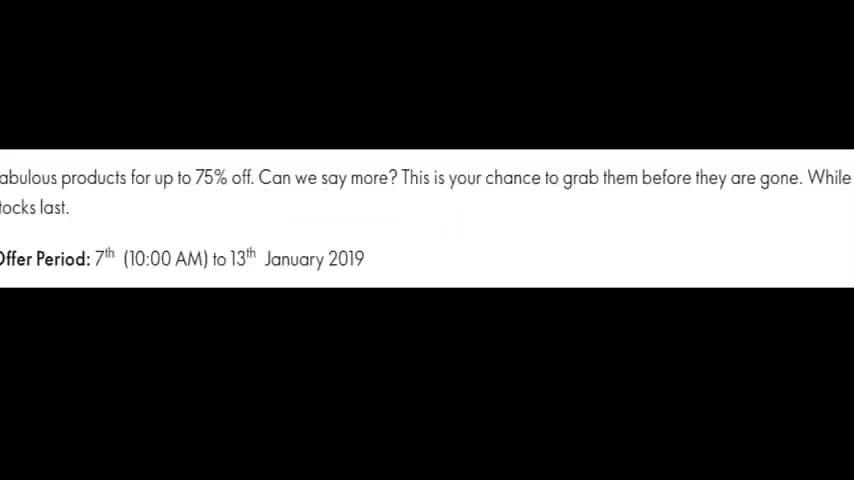 abulous products for up to 75% off. Can we say more? This is your chance to grab them before they are gone. While
tocks last.
Offer Period: 7th (10:00 AM) to 13th January 2019